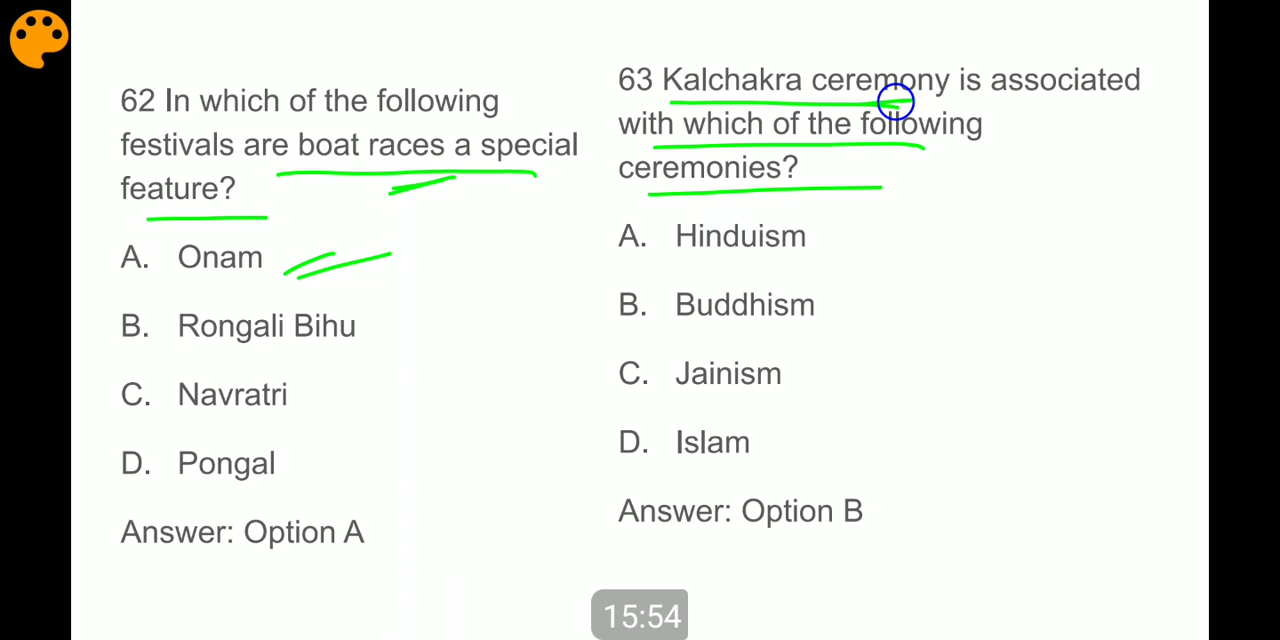 62 In which of the following
festivals are boat races a special
feature?
A. Onam
B. Rongali Bihu
C. Navratri
D. Pongal
Answer: Option A
63 Kalchakra ceremony is associated
with which of the following
ceremonies?
A. Hinduism
B. Buddhism
C. Jainism
D. Islam
Answer: Option B
15:54